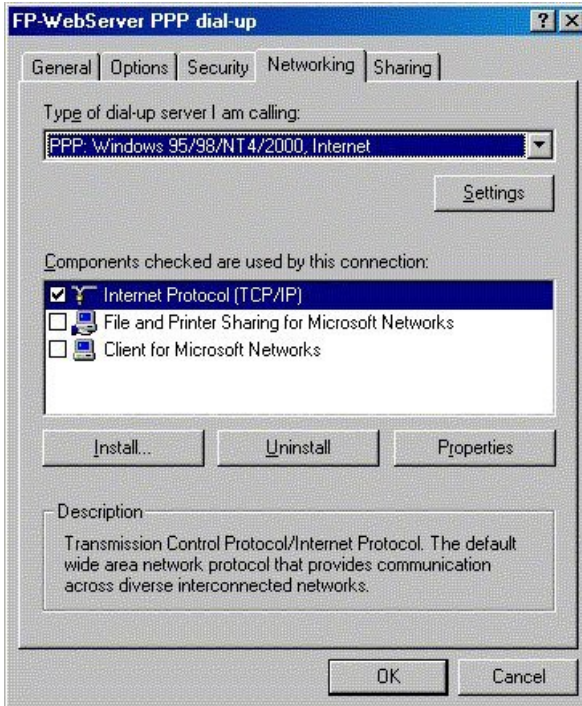 FP-WebServer PPP dial-up
General Options Security Networking Sharing
Type of dial-up server I am calling:
PPP: Windows 95/98/NT4/2000, Internet
Settings
Components checked are used by this connection:
Internet Protocol (TCP/IP)
File and Printer Sharing for Microsoft Networks
Client for Microsoft Networks
Install... Uninstall Properties
Description
Transmission Control Protocol/Internet Protocol. The default
wide area network protocol that provides communication
across diverse interconnected networks.
OK Cancel